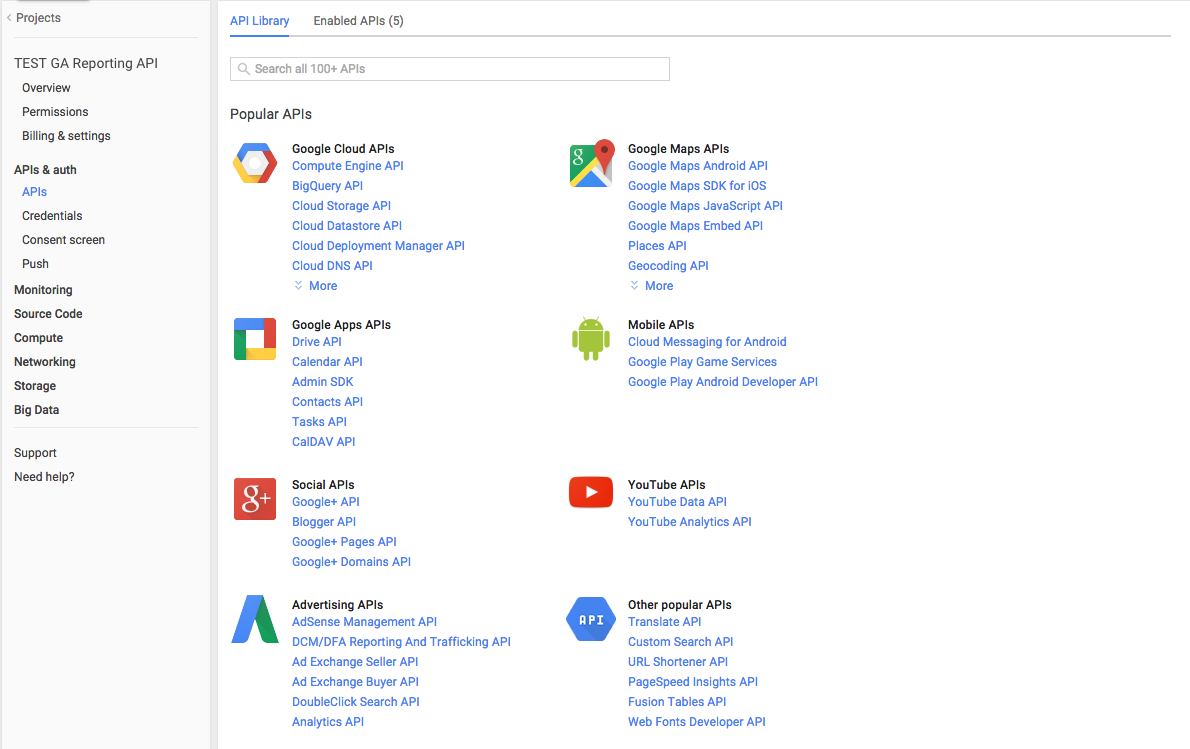 Projects
TEST GA Reporting API
Overview
Permissions
Billing & settings
APIs & auth
APIs
Credentials
Consent screen
Push
Monitoring
Source Code
Compute
Networking
Storage
Big Data
Support
Need help?
API Library
Enabled APIs (5)
Search all 100+ APIs
Popular APIs
Google Cloud APIs
Compute Engine API
BigQuery API
Cloud Storage API
Cloud Datastore API
Cloud Deployment Manager API
Cloud DNS API
More
g
Google Maps APIs
Google Maps Android API
Google Maps SDK for iOS
Google Maps JavaScript API
Google Maps Embed API
Places API
Geocoding API
More
Google Apps APIs
Drive API
Calendar API
Admin SDK
Contacts API
Tasks API
CalDAV API
Mobile APIs
Cloud Messaging for Android
Google Play Game Services
Google Play Android Developer API
g+
Social APIs
Google+ API
Blogger API
Google+ Pages API
Google+ Domains API
YouTube APIs
YouTube Data API
YouTube Analytics API
Advertising APIs
AdSense Management API
DCM/DFA Reporting And Trafficking API
Ad Exchange Seller API
Ad Exchange Buyer API
DoubleClick Search API
Analytics API
API
Other popular APIs
Translate API
Custom Search API
URL Shortener API
PageSpeed Insights API
Fusion Tables API
Web Fonts Developer API